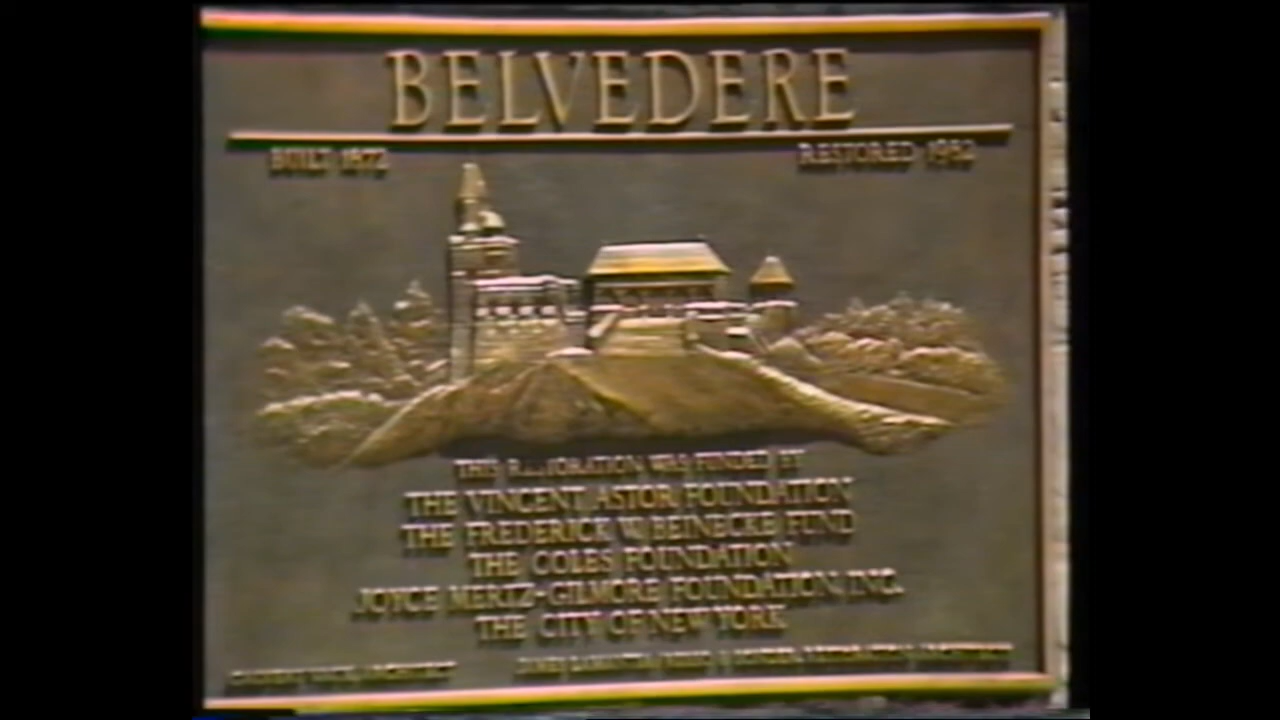 BELVEDERE
BUILT 1872 RESTORED 1982
THIS RESTORATION WAS FUNDED BY
THE VINCENT ASTOR FOUNDATION
THE FREDERICK W. BEINECKE FUND
THE COLES FOUNDATION
JOYCE MERTZ-GILMORE FOUNDATION, INC.
THE CITY OF NEW YORK
ARCHITECT